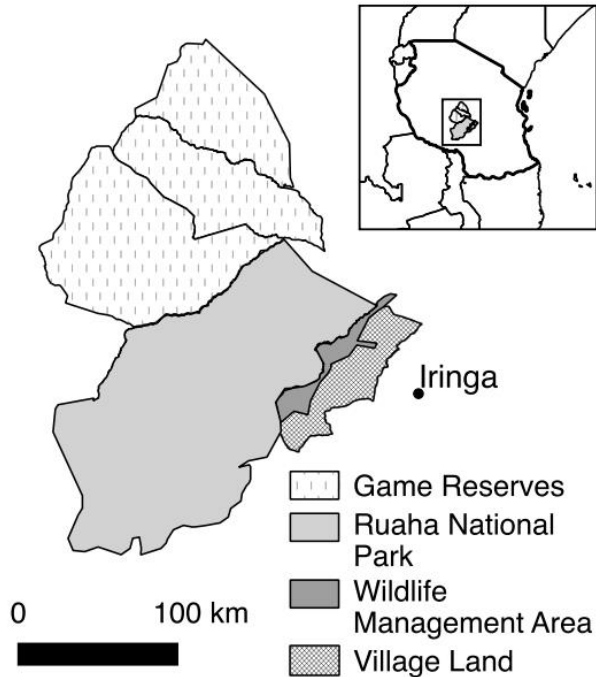 Iringa
Game Reserves
Ruaha National
Park
Wildlife
Management Area
Village Land
0 100 km